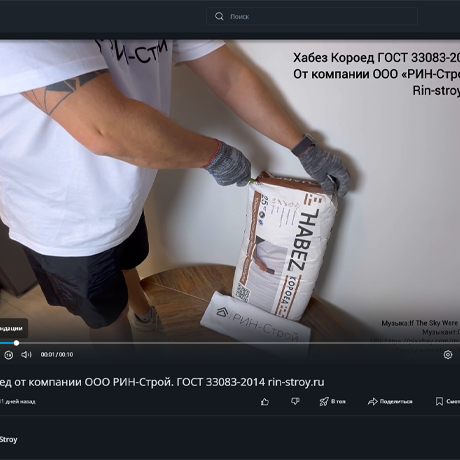 Поиск
РИН-Строй
Хабез Короед ГОСТ 33083-20
От компании ООО «РИН-Стро
Rin-stroy
HABEZ
КОРОЕД
25
РИН-Строй
Музыка:If The Sky Were
Музыкант:
ндации
00:01 / 00:10
ед от компании ООО РИН-Строй. ГОСТ 33083-2014 rin-stroy.ru
1 дней назад
В топ
Поделиться
Смот
Stroy